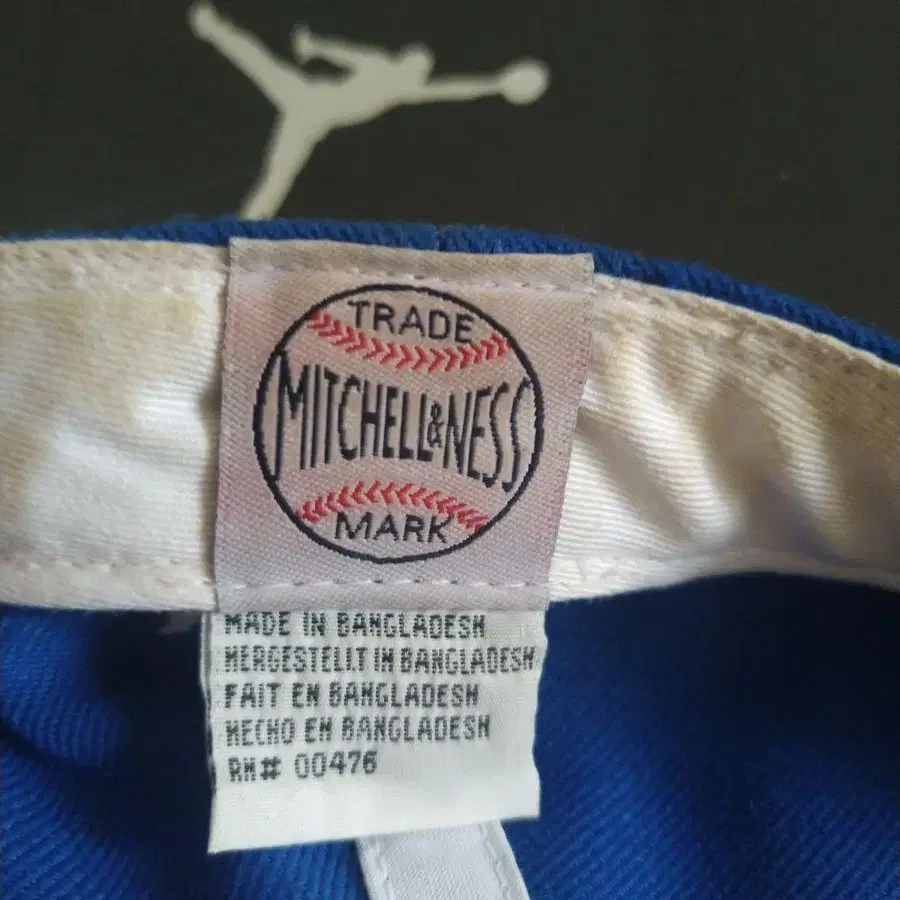 TRADE
MITCHELL&NESS
MARK
MADE IN BANGLADESH
HERGESTELLT IN BANGLADESH
FAIT EN BANGLADESH
HECHO EN BANGLADESH
RN# 00476